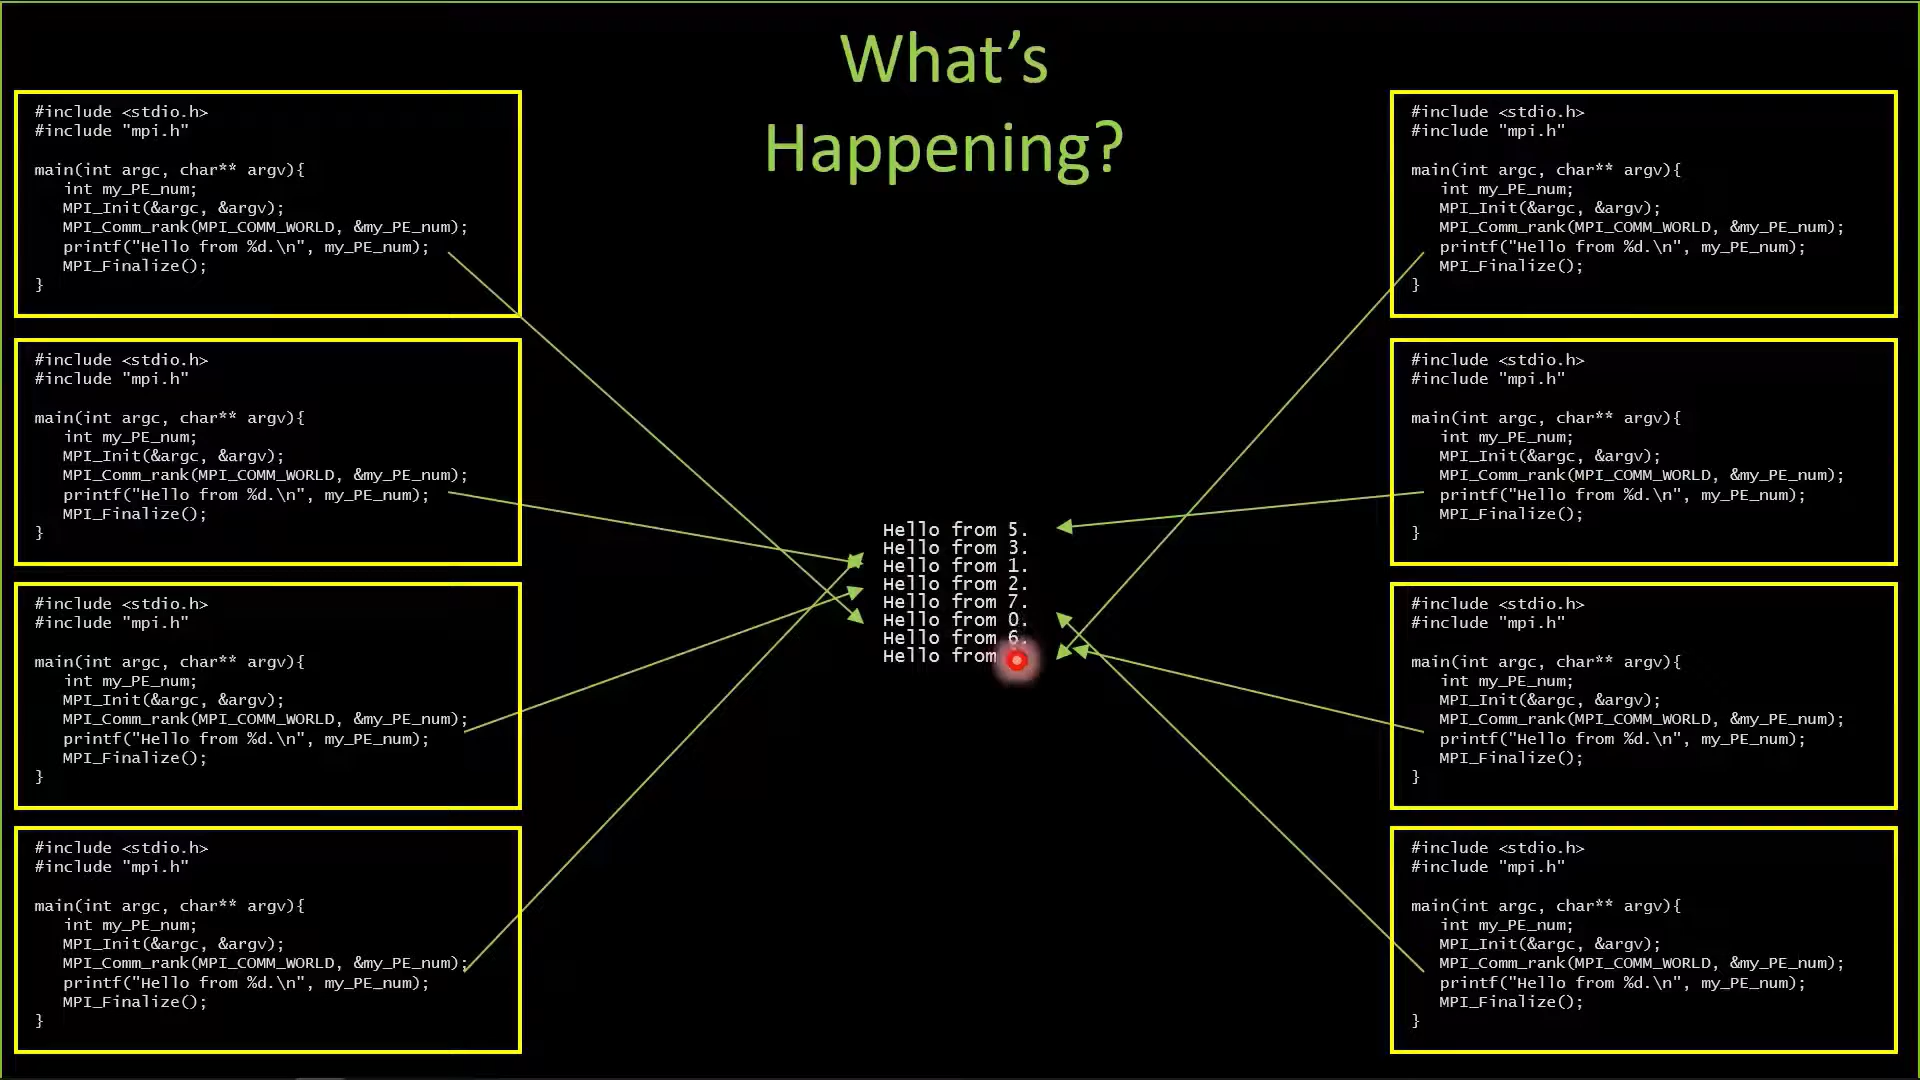 What's
Happening?
#include <stdio.h>
#include "mpi.h"
main(int argc, char** argv){
int my_PE_num;
MPI_Init(&argc, &argv);
MPI_Comm_rank(MPI_COMM_WORLD, &my_PE_num);
printf("Hello from %d.\n", my_PE_num);
MPI_Finalize();
}
#include <stdio.h>
#include "mpi.h"
main(int argc, char** argv){
int my_PE_num;
MPI_Init(&argc, &argv);
MPI_Comm_rank(MPI_COMM_WORLD, &my_PE_num);
printf("Hello from %d.\n", my_PE_num);
MPI_Finalize();
}
#include <stdio.h>
#include "mpi.h"
main(int argc, char** argv){
int my_PE_num;
MPI_Init(&argc, &argv);
MPI_Comm_rank(MPI_COMM_WORLD, &my_PE_num);
printf("Hello from %d.\n", my_PE_num);
MPI_Finalize();
}
#include <stdio.h>
#include "mpi.h"
main(int argc, char** argv){
int my_PE_num;
MPI_Init(&argc, &argv);
MPI_Comm_rank(MPI_COMM_WORLD, &my_PE_num);
printf("Hello from %d.\n", my_PE_num);
MPI_Finalize();
}
Hello from 5.
Hello from 3.
Hello from 1.
Hello from 2.
Hello from 7.
Hello from 0.
Hello from 6.
Hello from
#include <stdio.h>
#include "mpi.h"
main(int argc, char** argv){
int my_PE_num;
MPI_Init(&argc, &argv);
MPI_Comm_rank(MPI_COMM_WORLD, &my_PE_num);
printf("Hello from %d.\n", my_PE_num);
MPI_Finalize();
}
#include <stdio.h>
#include "mpi.h"
main(int argc, char** argv){
int my_PE_num;
MPI_Init(&argc, &argv);
MPI_Comm_rank(MPI_COMM_WORLD, &my_PE_num);
printf("Hello from %d.\n", my_PE_num);
MPI_Finalize();
}
#include <stdio.h>
#include "mpi.h"
main(int argc, char** argv){
int my_PE_num;
MPI_Init(&argc, &argv);
MPI_Comm_rank(MPI_COMM_WORLD, &my_PE_num);
printf("Hello from %d.\n", my_PE_num);
MPI_Finalize();
}
#include <stdio.h>
#include "mpi.h"
main(int argc, char** argv){
int my_PE_num;
MPI_Init(&argc, &argv);
MPI_Comm_rank(MPI_COMM_WORLD, &my_PE_num);
printf("Hello from %d.\n", my_PE_num);
MPI_Finalize();
}